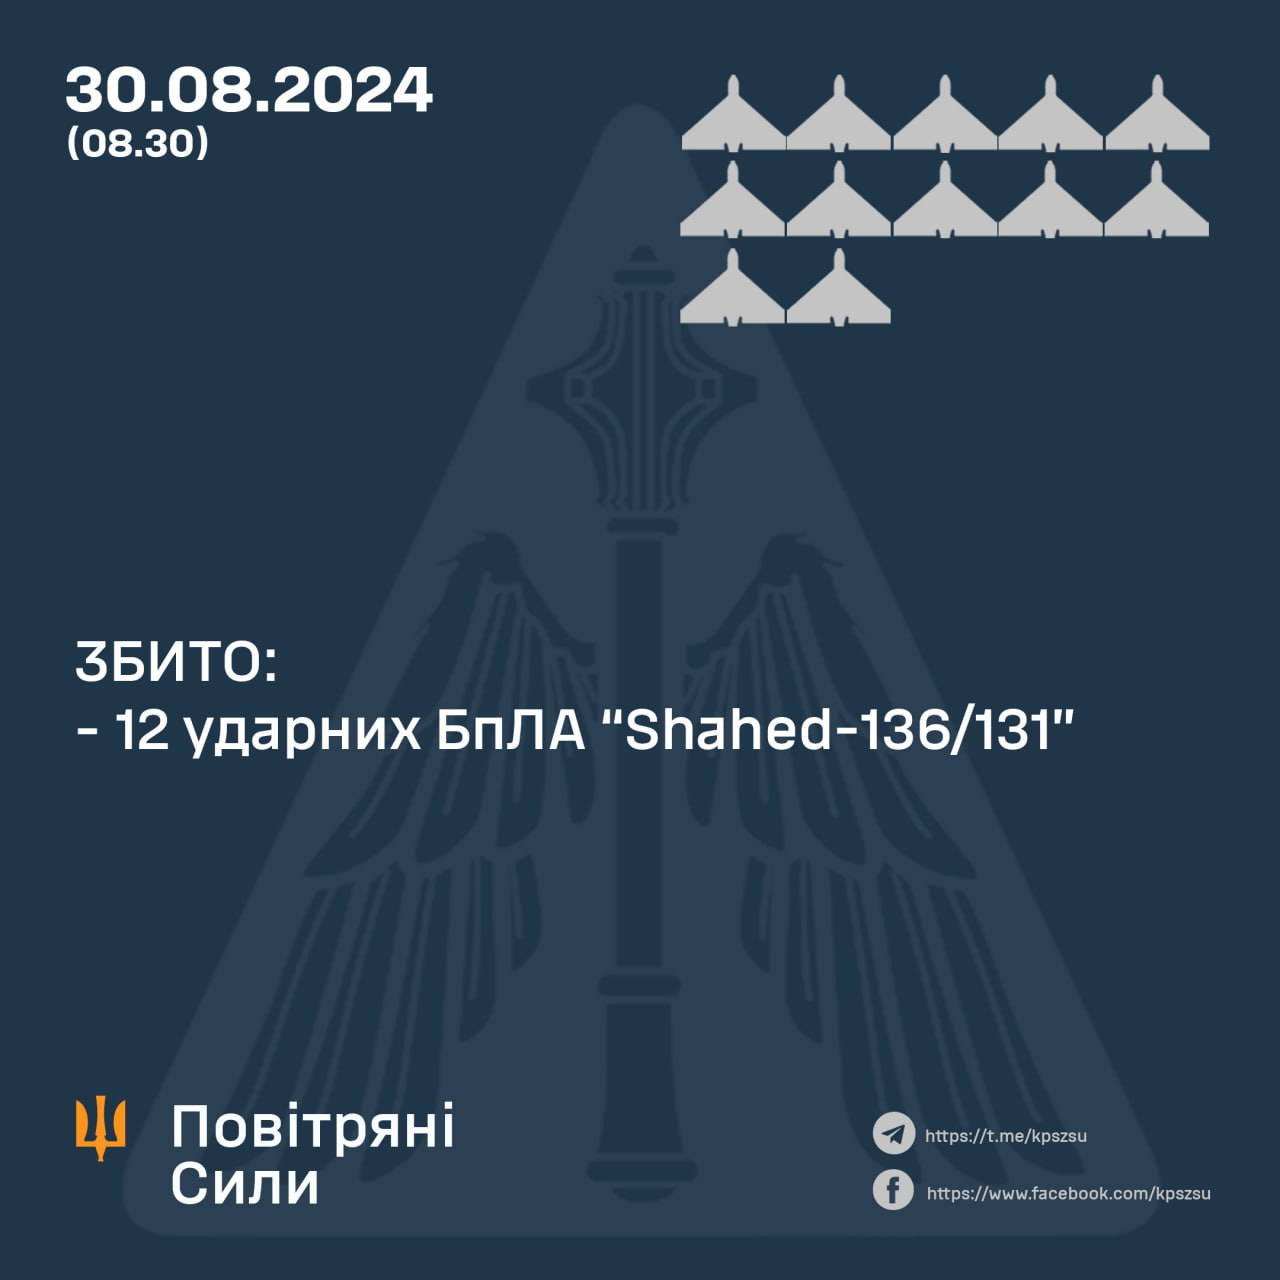 30.08.2024
(08.30)
ЗБИТО:
- 12 ударних БпЛА “Shahed-136/131”
Повітряні
Сили
https://t.me/kpszsu
https://www.facebook.com/kpszsu